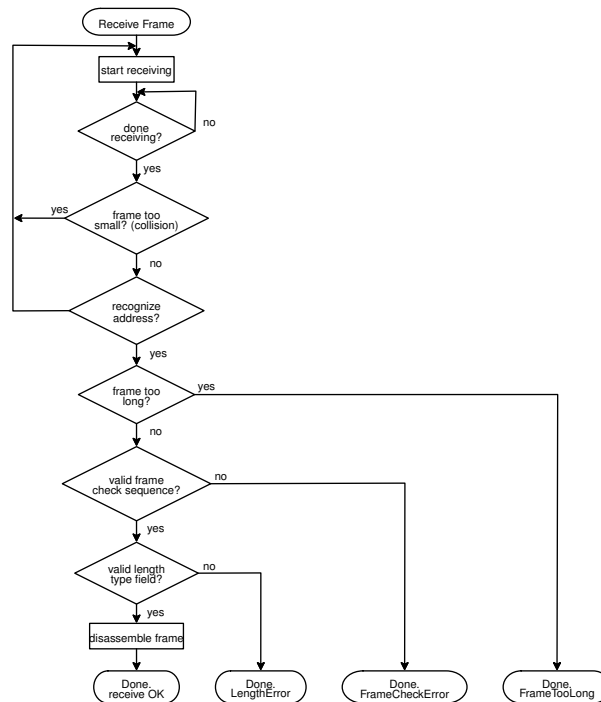 Receive Frame
start receiving
done
receiving?
no
yes
yes
frame too
small? (collision)
no
recognize
address?
yes
frame too
long?
yes
no
valid frame
check sequence?
no
yes
valid length
type field?
no
yes
disassemble frame
Done.
receive OK
Done.
LengthError
Done.
FrameCheckError
Done.
FrameTooLong